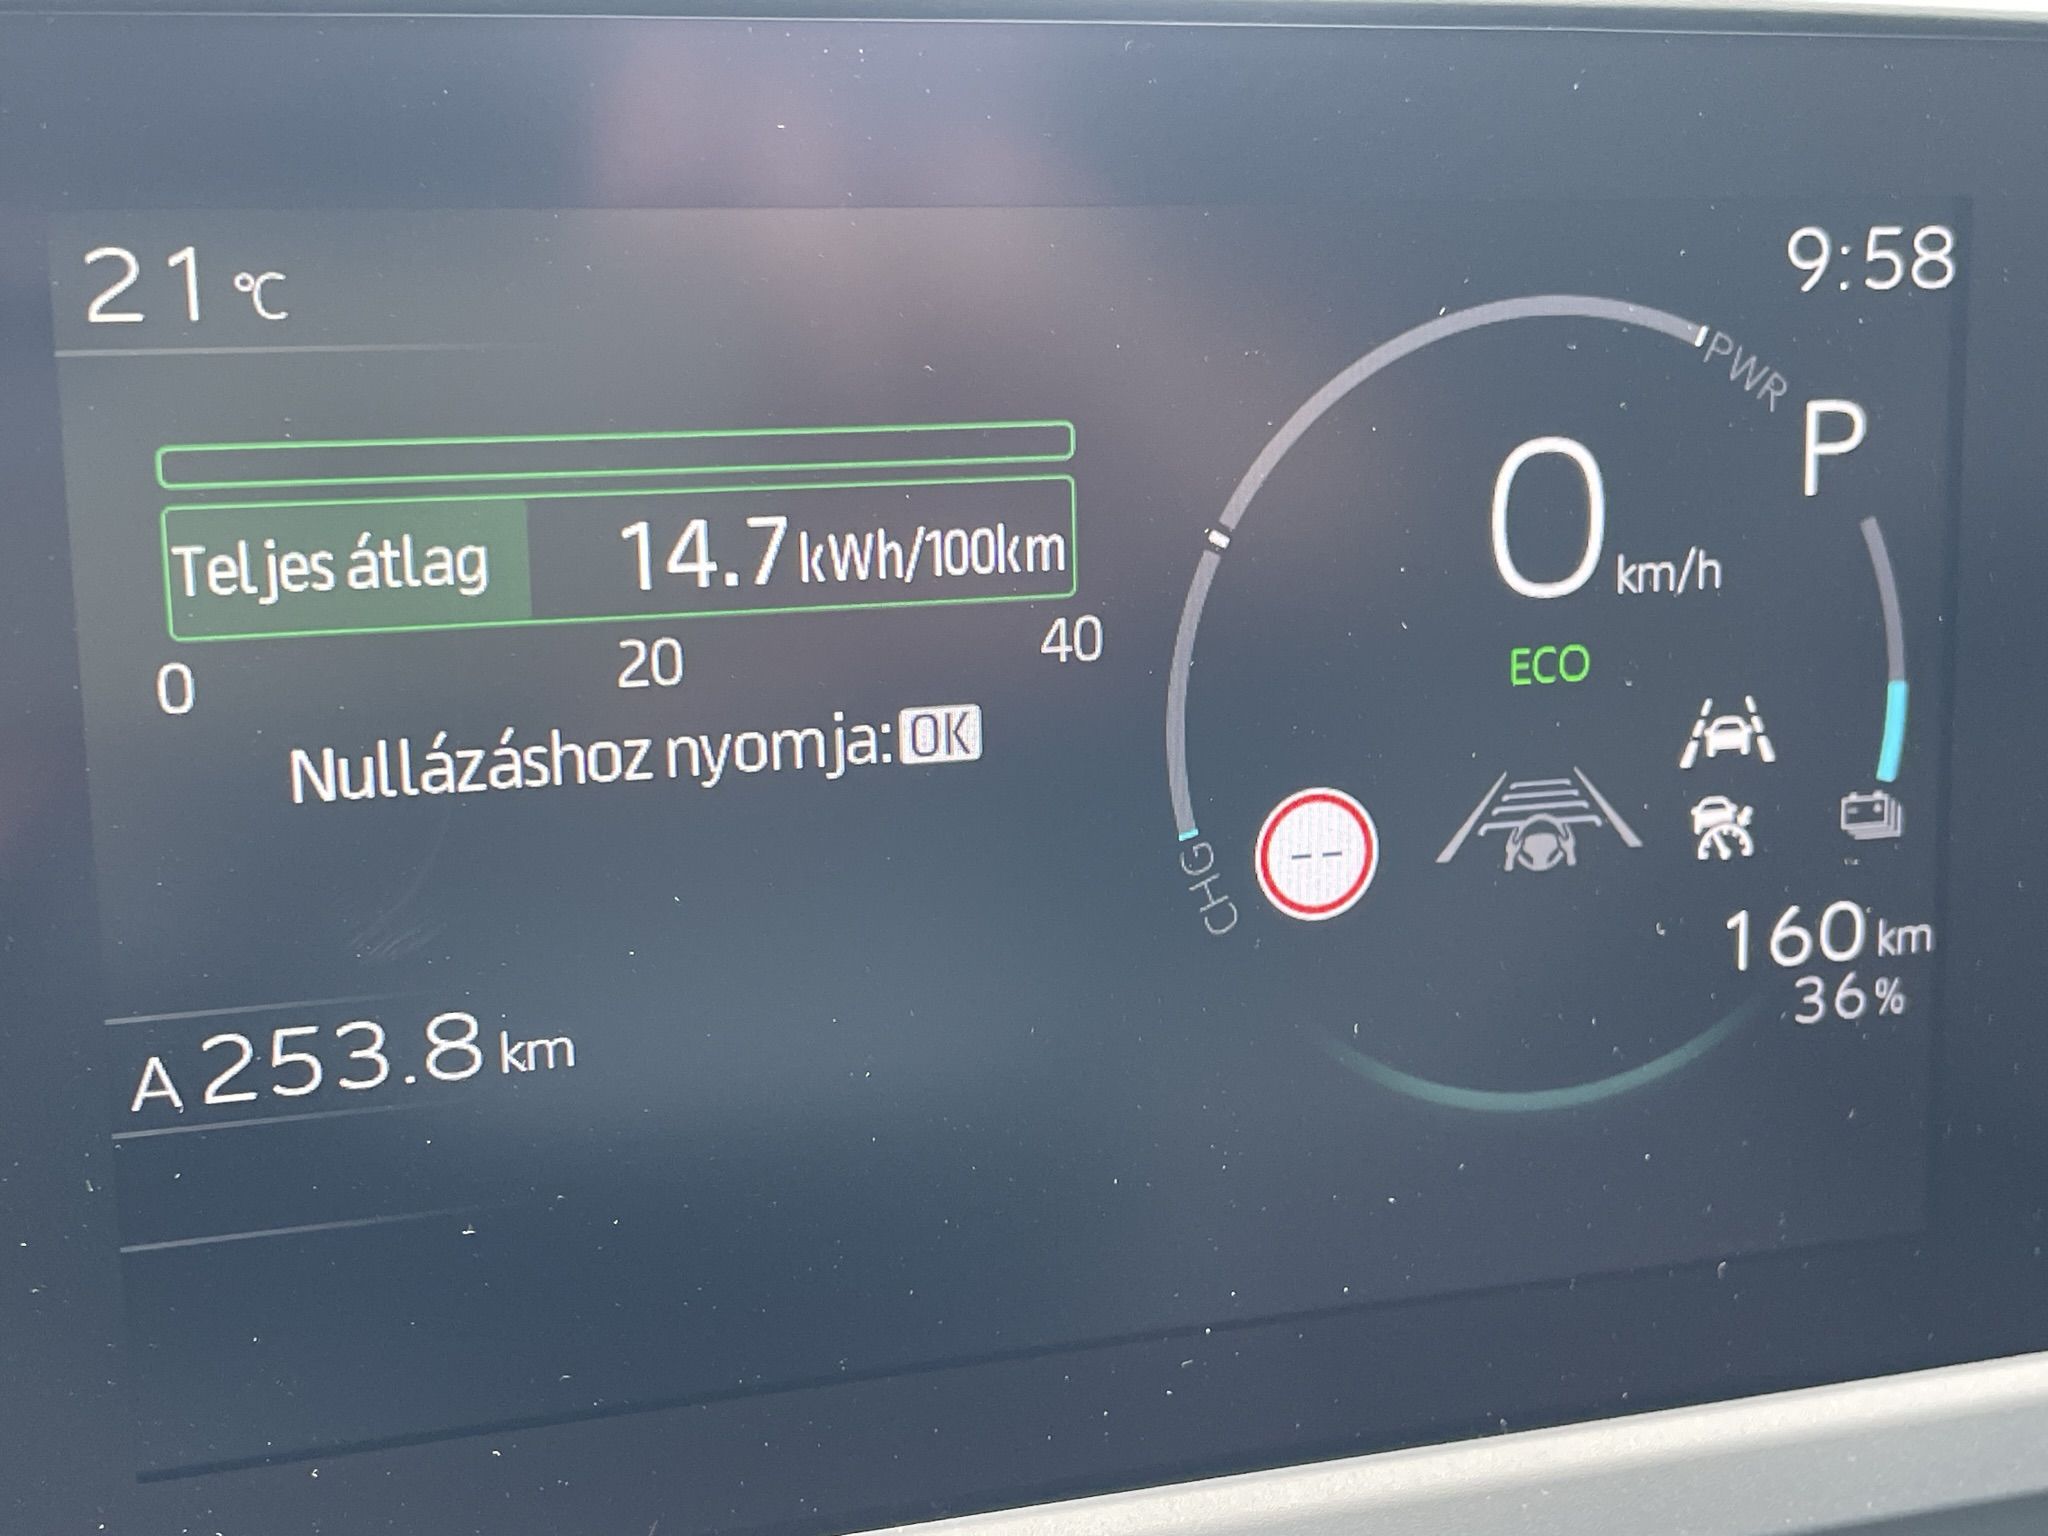 21 °C
9:58
PWR
P
Teljes átlag 14.7 kWh/100km
0 20 40
Nullázáshoz nyomja: OK
0 km/h
ECO
--
CHG
160 km
36%
A 253.8 km